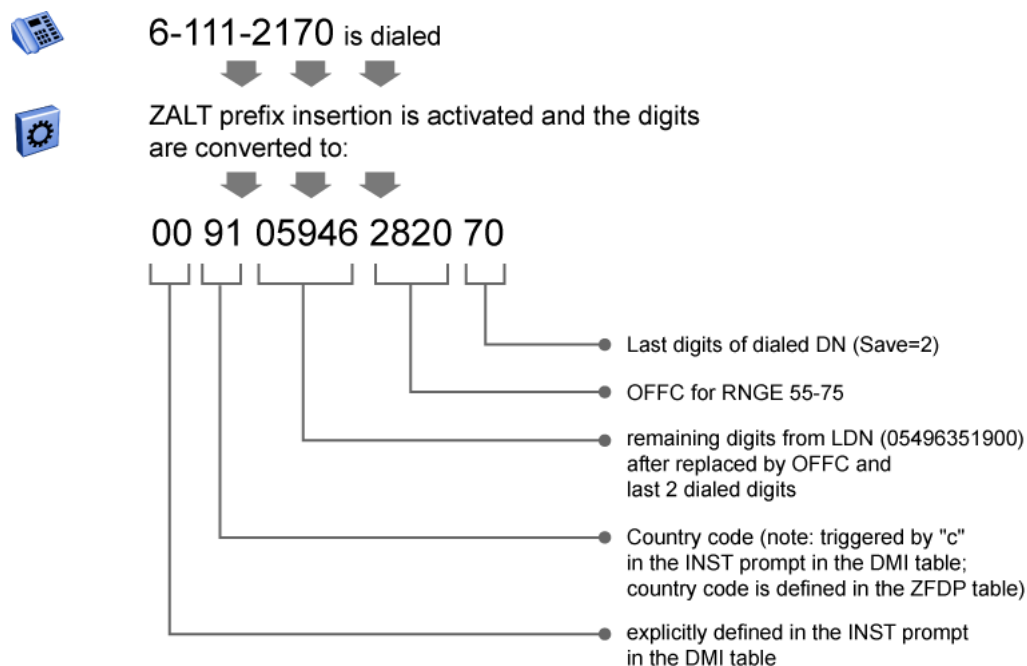 6-111-2170 is dialed
ZALT prefix insertion is activated and the digits
are converted to:
00 91 05946 2820 70
Last digits of dialed DN (Save=2)
OFFC for RNGE 55-75
remaining digits from LDN (05496351900)
after replaced by OFFC and
last 2 dialed digits
Country code (note: triggered by "c"
in the INST prompt in the DMI table;
country code is defined in the ZFDP table)
explicitly defined in the INST prompt
in the DMI table